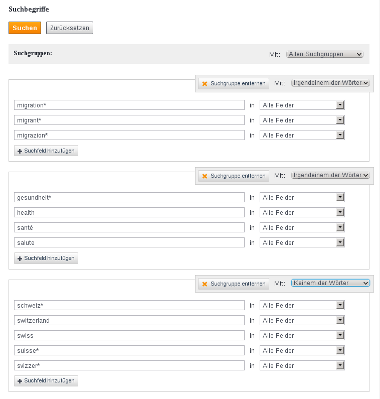 Suchbegriffe
Suchen Zurücksetzen
Suchgruppen: Mit: Allen Suchgruppen
Suchgruppe entfernen Mit: Irgendeinem der Wörter
migration* in Alle Felder
migrant* in Alle Felder
migrazion* in Alle Felder
Suchfeld hinzufügen
Suchgruppe entfernen Mit: Irgendeinem der Wörter
gesundheit* in Alle Felder
health in Alle Felder
santé in Alle Felder
salute in Alle Felder
Suchfeld hinzufügen
Suchgruppe entfernen Mit: Keinem der Wörter
schweiz* in Alle Felder
switzerland in Alle Felder
swiss in Alle Felder
suisse* in Alle Felder
svizzer* in Alle Felder
Suchfeld hinzufügen